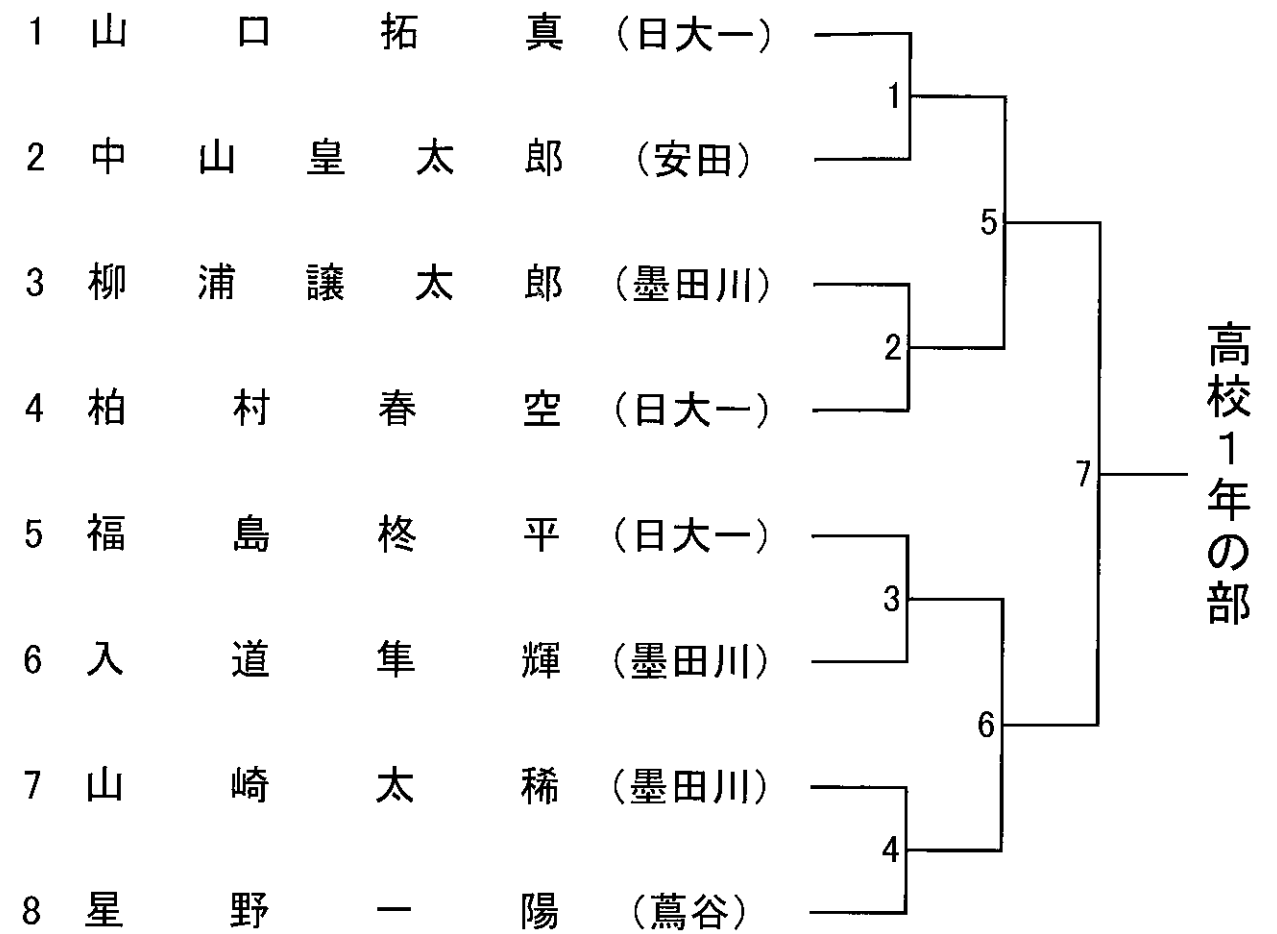 1 山口拓真 (日大一)
1
2 中山皇太郎 (安田)
5
3 柳浦譲太郎 (墨田川)
2
4 柏村春空 (日大一)
7
高校1年の部
5 福島柊平 (日大一)
3
6 入道隼輝 (墨田川)
6
7 山崎太稀 (墨田川)
4
8 星野一陽 (蔦谷)